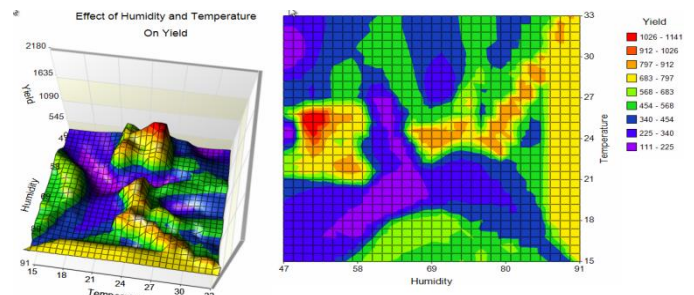 Effect of Humidity and Temperature
On Yield
2180
1635
1090
545
Yield
Humidity
91
15
18
21
24
27
30
33
Yield
1026 - 1141
912 - 1026
797 - 912
683 - 797
568 - 683
454 - 568
340 - 454
225 - 340
111 - 225
33
30
27
24
21
18
15
Temperature
47
58
69
80
91
Humidity